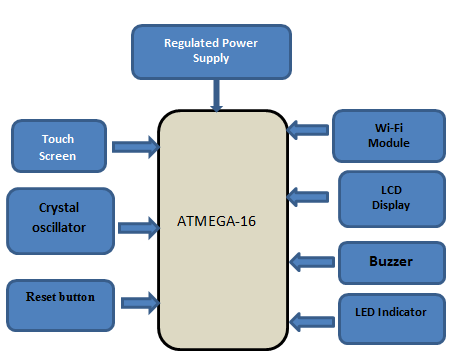 Regulated Power
Supply
Touch
Screen
Crystal
oscillator
Reset button
ATMEGA-16
Wi-Fi
Module
LCD
Display
Buzzer
LED Indicator